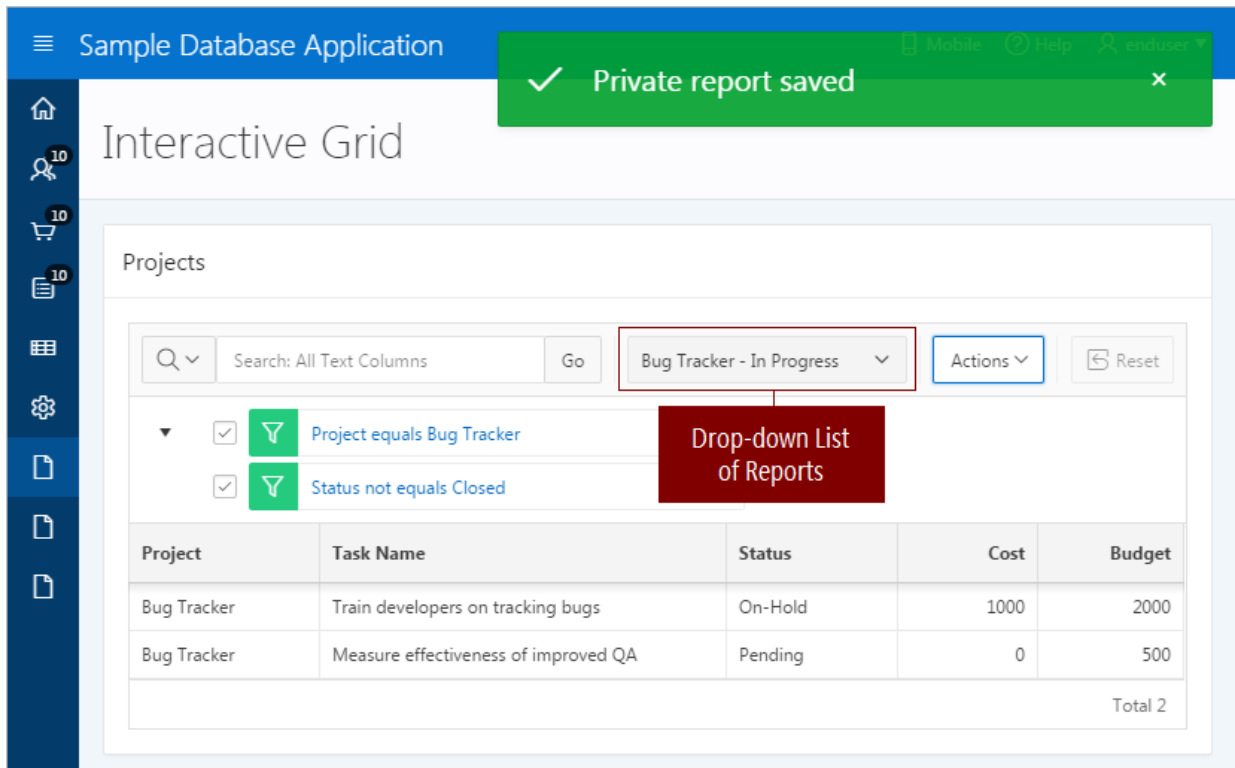 Sample Database Application
Mobile Help enduser
Private report saved
Interactive Grid
10
10
10
Projects
Search: All Text Columns Go Bug Tracker - In Progress Actions Reset
Project equals Bug Tracker
Status not equals Closed
Drop-down List
of Reports
Project Task Name Status Cost Budget
Bug Tracker Train developers on tracking bugs On-Hold 1000 2000
Bug Tracker Measure effectiveness of improved QA Pending 0 500
Total 2